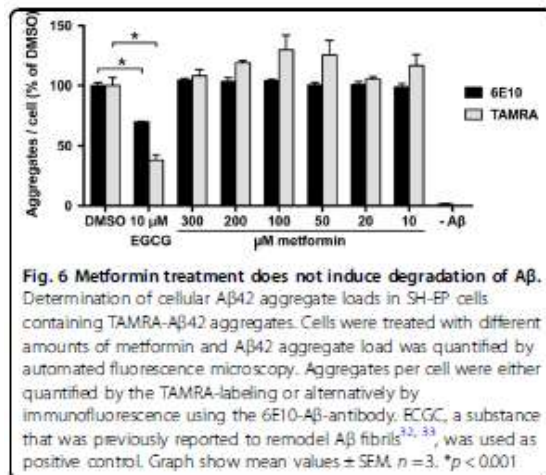 150
100
50
0
Aggregates / cell (% of DMSO)
*
*
6E10
TAMRA
DMSO 10 µM 300 200 100 50 20 10 - Aβ
EGCG µM metformin
Fig. 6 Metformin treatment does not induce degradation of Aβ.
Determination of cellular Aβ42 aggregate loads in SH-EP cells
containing TAMRA-Aβ42 aggregates. Cells were treated with different
amounts of metformin and Aβ42 aggregate load was quantified by
automated fluorescence microscopy. Aggregates per cell were either
quantified by the TAMRA-labeling or alternatively by
immunofluorescence using the 6E10-Aβ-antibody. ECGC, a substance
that was previously reported to remodel Aβ fibrils32, 33, was used as
positive control. Graph show mean values ± SEM. n = 3. *p < 0.001